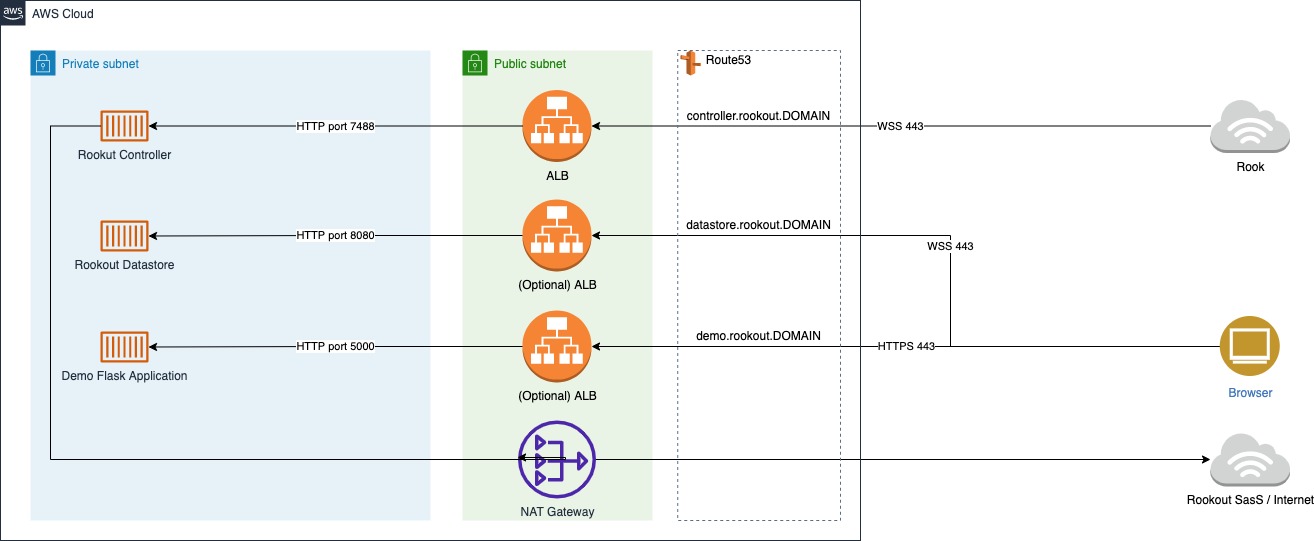 aws
AWS Cloud
Private subnet
Public subnet
Route53
controller.rookout.DOMAIN
HTTP port 7488
WSS 443
Rookut Controller
ALB
Rook
datastore.rookout.DOMAIN
HTTP port 8080
WSS 443
Rookout Datastore
(Optional) ALB
demo.rookout.DOMAIN
HTTP port 5000
HTTPS 443
Demo Flask Application
(Optional) ALB
Browser
NAT Gateway
Rookout SasS / Internet